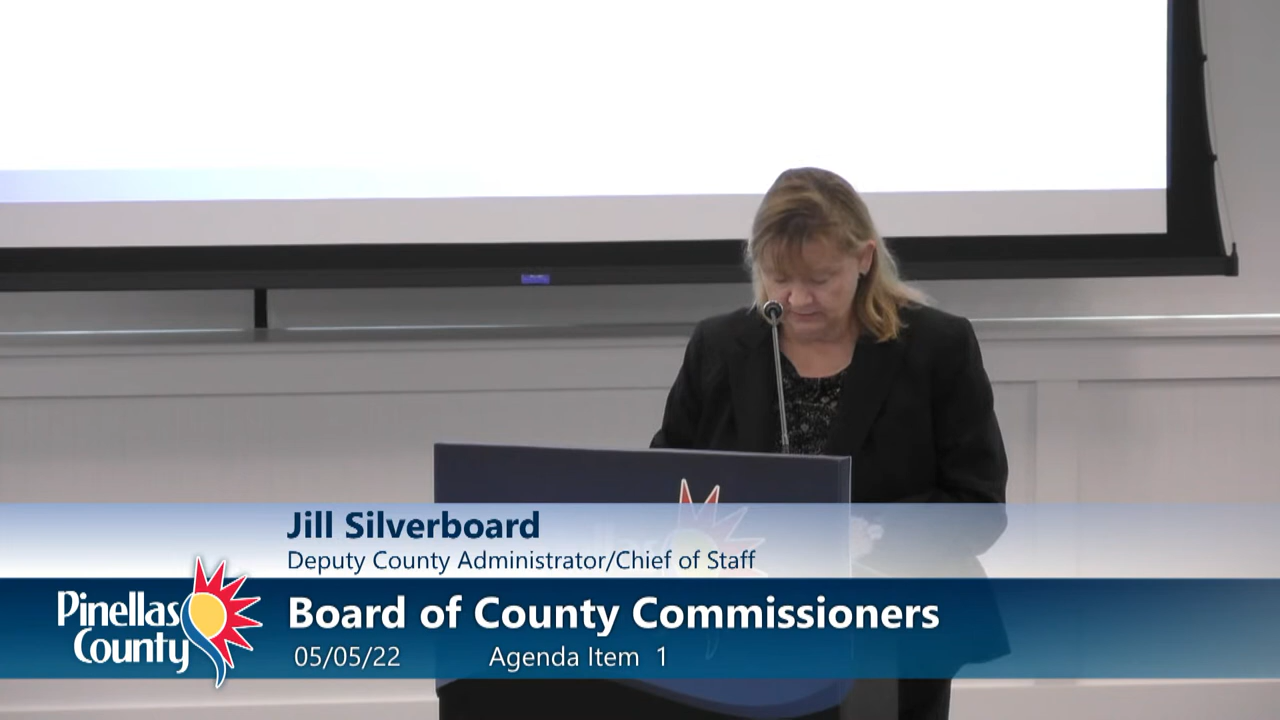 Jill Silverboard
Deputy County Administrator/Chief of Staff
Pinellas
County
Board of County Commissioners
05/05/22 Agenda Item 1